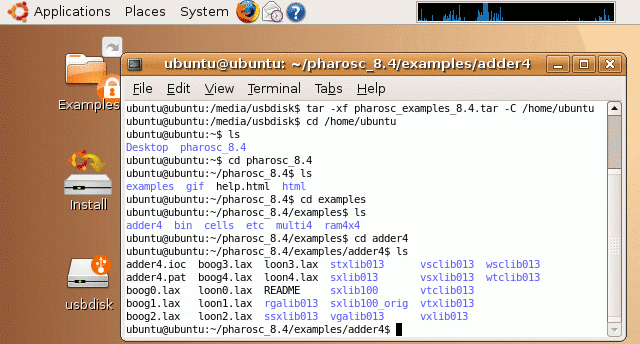 Applications Places System
ubuntu@ubuntu: ~/pharosc_8.4/examples/adder4
File Edit View Terminal Tabs Help
Examples
Install
usbdisk
ubuntu@ubuntu:/media/usbdisk$ tar -xf pharosc_examples_8.4.tar -C /home/ubuntu
ubuntu@ubuntu:/media/usbdisk$ cd /home/ubuntu
ubuntu@ubuntu:~$ ls
Desktop pharosc_8.4
ubuntu@ubuntu:~$ cd pharosc_8.4
ubuntu@ubuntu:~/pharosc_8.4$ ls
examples gif help.html html
ubuntu@ubuntu:~/pharosc_8.4$ cd examples
ubuntu@ubuntu:~/pharosc_8.4/examples$ ls
adder4 bin cells etc multi4 ram4x4
ubuntu@ubuntu:~/pharosc_8.4/examples$ cd adder4
ubuntu@ubuntu:~/pharosc_8.4/examples/adder4$ ls
adder4.ioc boog3.lax loon3.lax stxlib013 vsclib013 wsclib013
adder4.pat boog4.lax loon4.lax sxlib013 vsxlib013 wtclib013
boog0.lax loon0.lax README sxlib100 vtclib013
boog1.lax loon1.lax rgalib013 sxlib100_orig vtxlib013
boog2.lax loon2.lax ssxlib013 vgalib013 vxlib013
ubuntu@ubuntu:~/pharosc_8.4/examples/adder4$